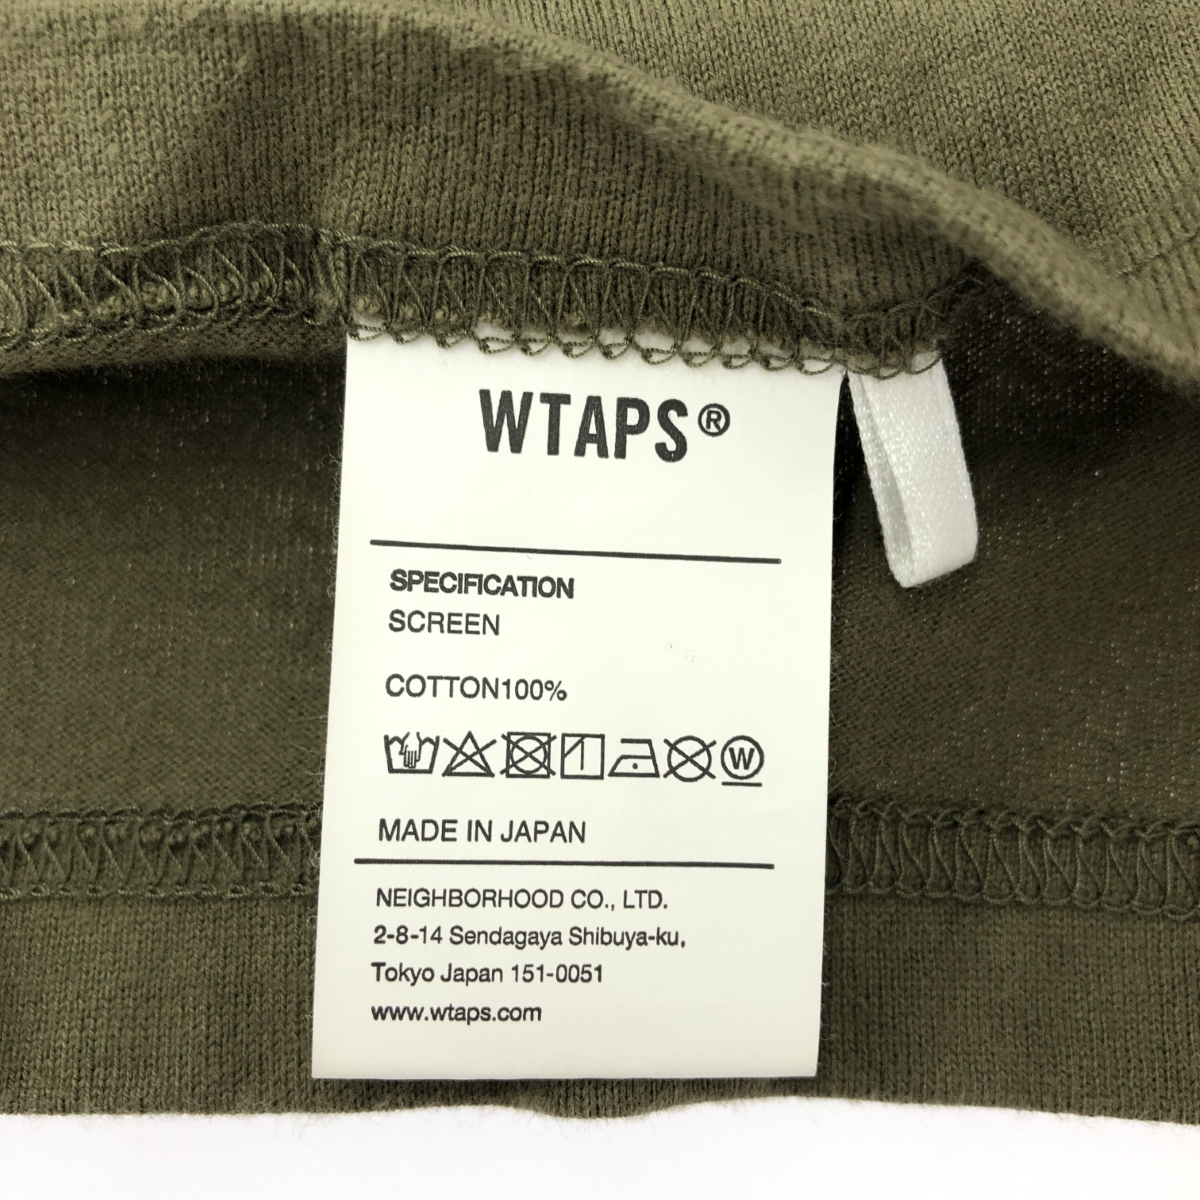 WTAPS®
SPECIFICATION
SCREEN
COTTON100%
W
MADE IN JAPAN
NEIGHBORHOOD CO., LTD.
2-8-14 Sendagaya Shibuya-ku,
Tokyo Japan 151-0051
www.wtaps.com